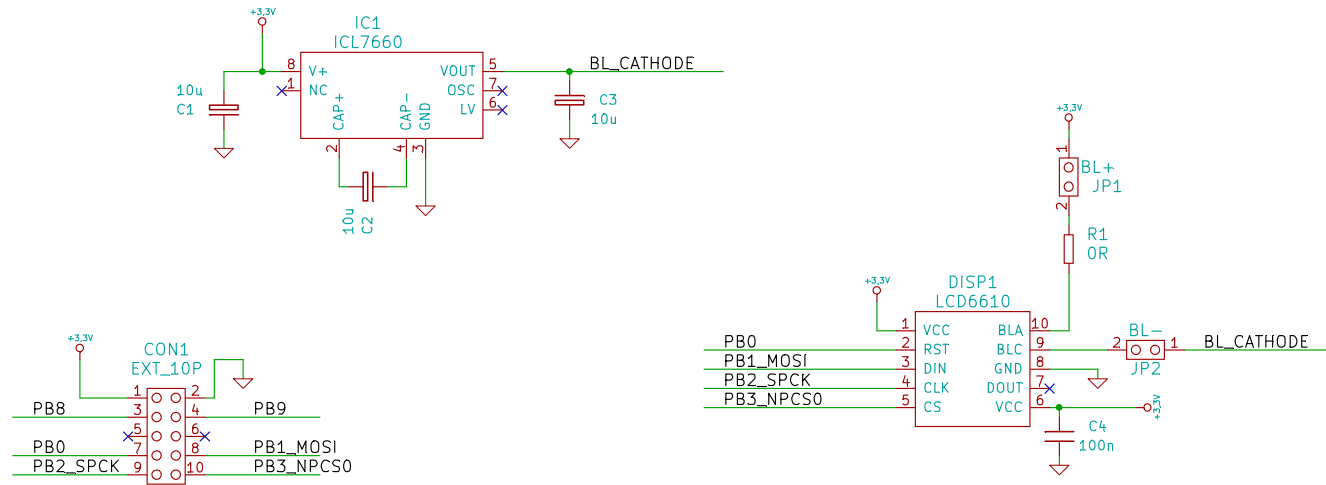 +3,3V
IC1
ICL7660
10u
C1
8
V+
1
NC
CAP+
CAP-
GND
VOUT
5
OSC
7
LV
6
2
4
3
BL_CATHODE
C3
10u
10u
C2
+3,3V
1
BL+
JP1
2
R1
0R
+3,3V
DISP1
LCD6610
1
VCC
BLA
10
PB0
2
RST
BLC
9
PB1_MOSI
3
DIN
GND
8
PB2_SPCK
4
CLK
DOUT
7
PB3_NPCS0
5
CS
VCC
6
BL-
2
1
JP2
BL_CATHODE
+3,3V
C4
100n
+3,3V
CON1
EXT_10P
1
2
PB8
3
4
PB9
5
6
PB0
7
8
PB1_MOSI
PB2_SPCK
9
10
PB3_NPCS0